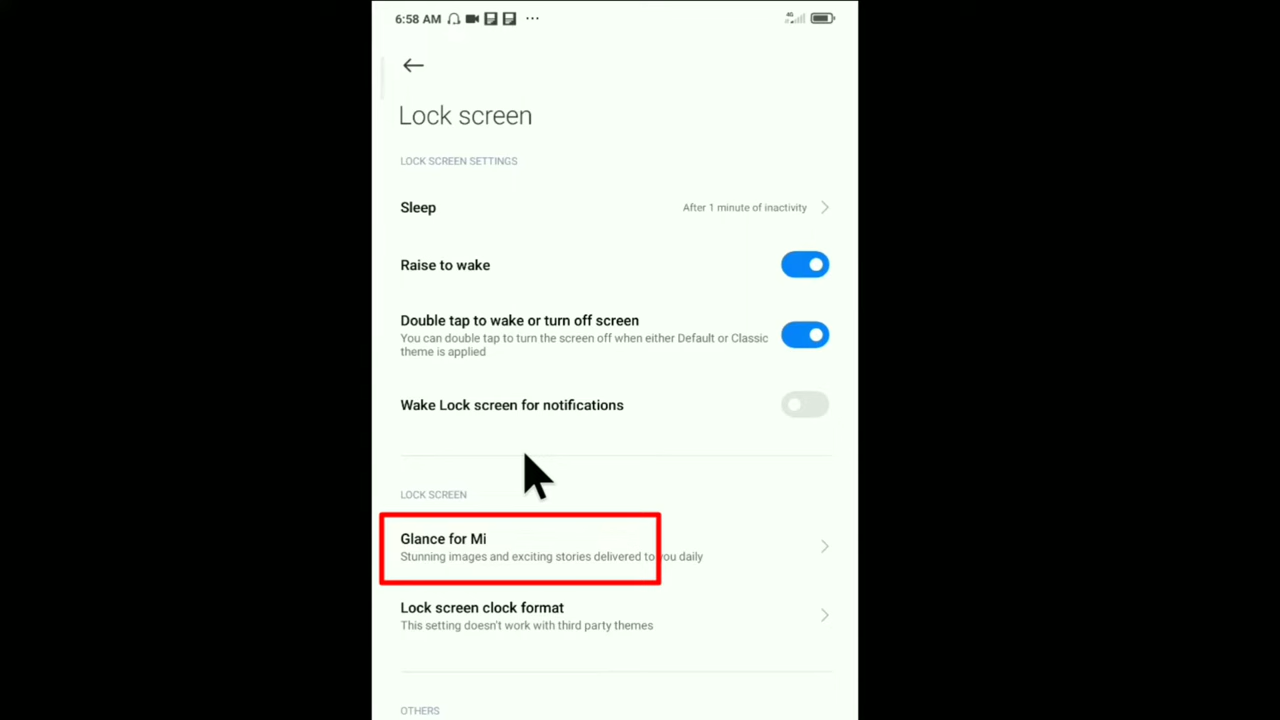 6:58 AM ...
4G
Lock screen
LOCK SCREEN SETTINGS
Sleep After 1 minute of inactivity
Raise to wake
Double tap to wake or turn off screen
You can double tap to turn the screen off when either Default or Classic
theme is applied
Wake Lock screen for notifications
LOCK SCREEN
Glance for Mi
Stunning images and exciting stories delivered to you daily
Lock screen clock format
This setting doesn't work with third party themes
OTHERS